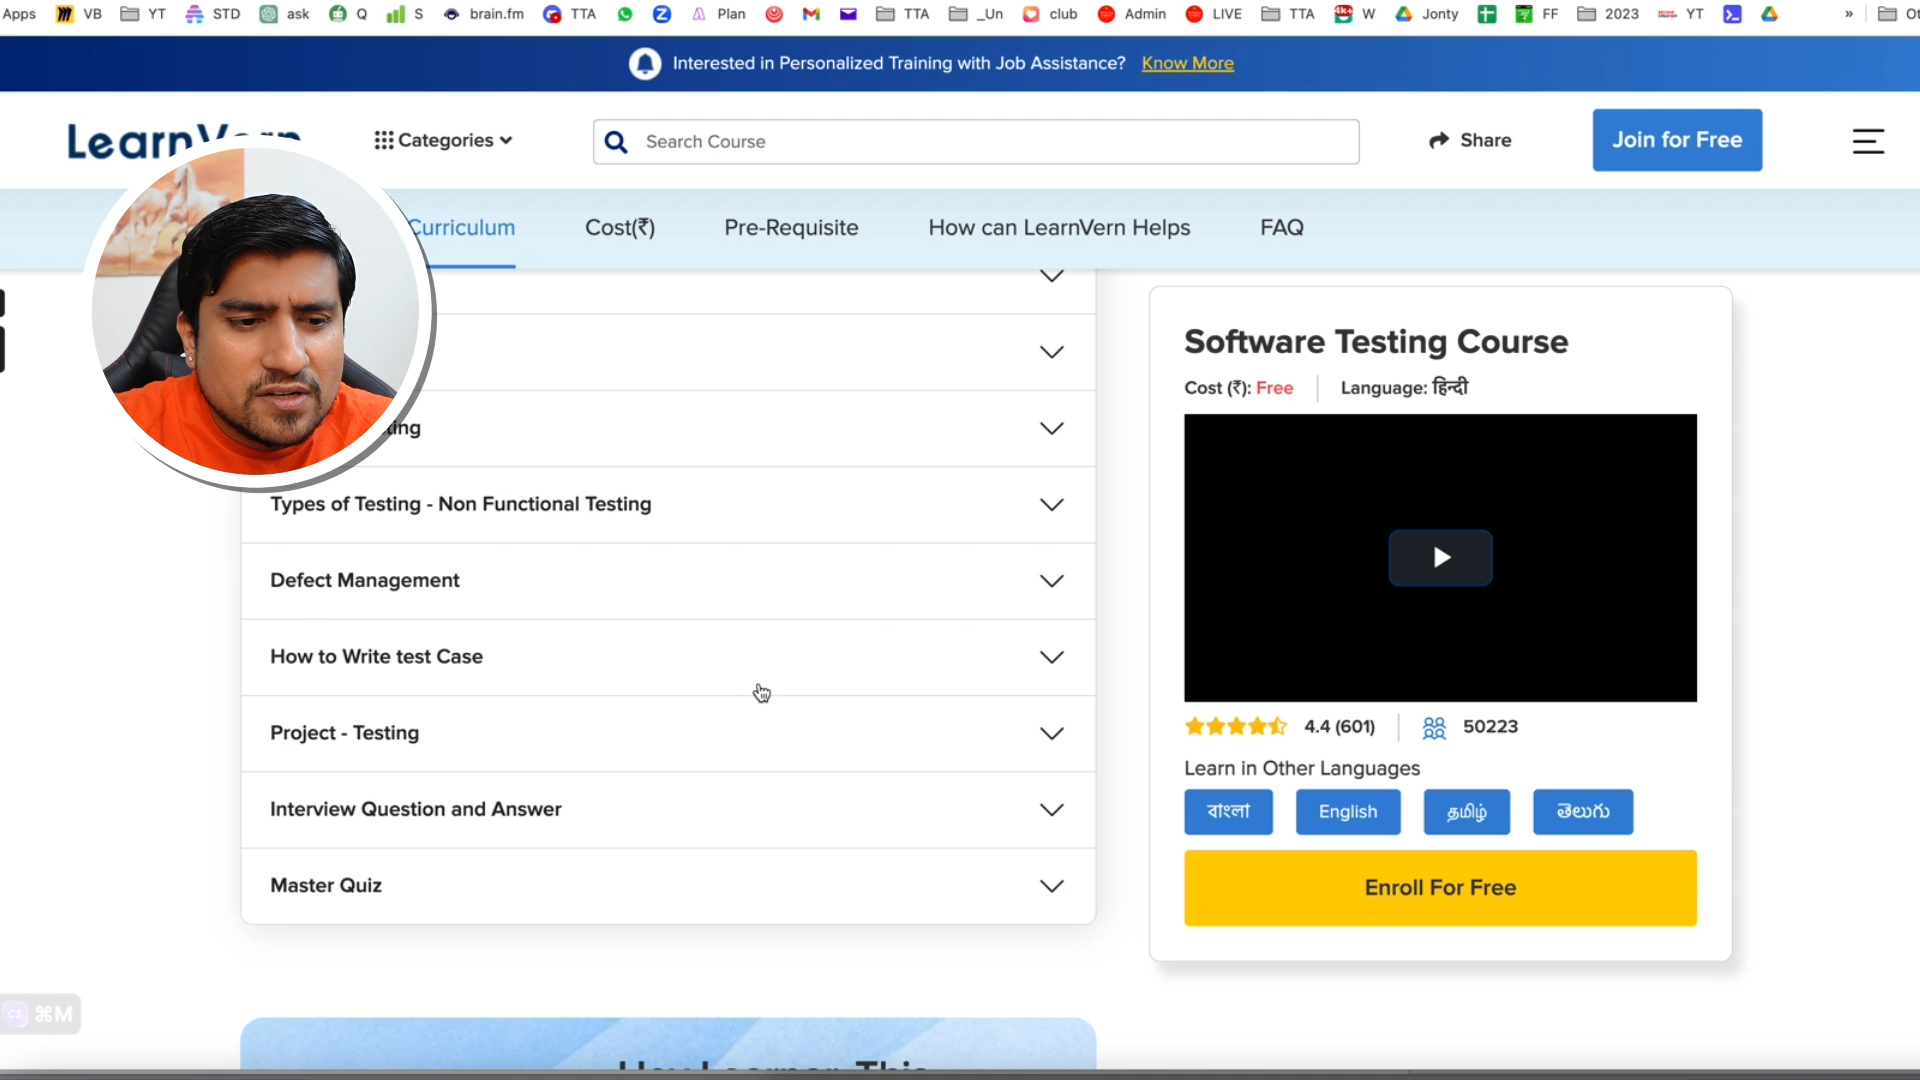 Apps VB YT STD ask Q S brain.fm TTA Plan TTA _Un club Admin LIVE TTA 4k+ W Jonty FF 2023 YT »
Interested in Personalized Training with Job Assistance? Know More
Categories Search Course Share Join for Free
Curriculum Cost(₹) Pre-Requisite How can LearnVern Helps FAQ
Types of Testing - Non Functional Testing
Defect Management
How to Write test Case
Project - Testing
Interview Question and Answer
Master Quiz
Software Testing Course
Cost (₹): Free Language: हिन्दी
4.4 (601) 50223
Learn in Other Languages
বাংলা English தமிழ் తెలుగు
Enroll For Free
⌘M